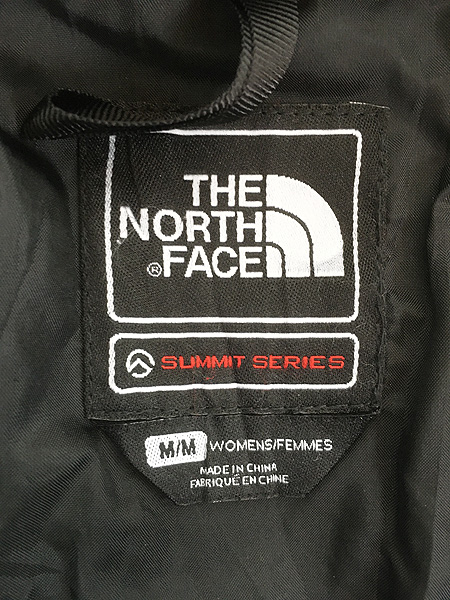 THE
NORTH
®FACE
SUMMIT SERIES
M/M WOMENS/FEMMES
MADE IN CHINA
FABRIQUÉ EN CHINE